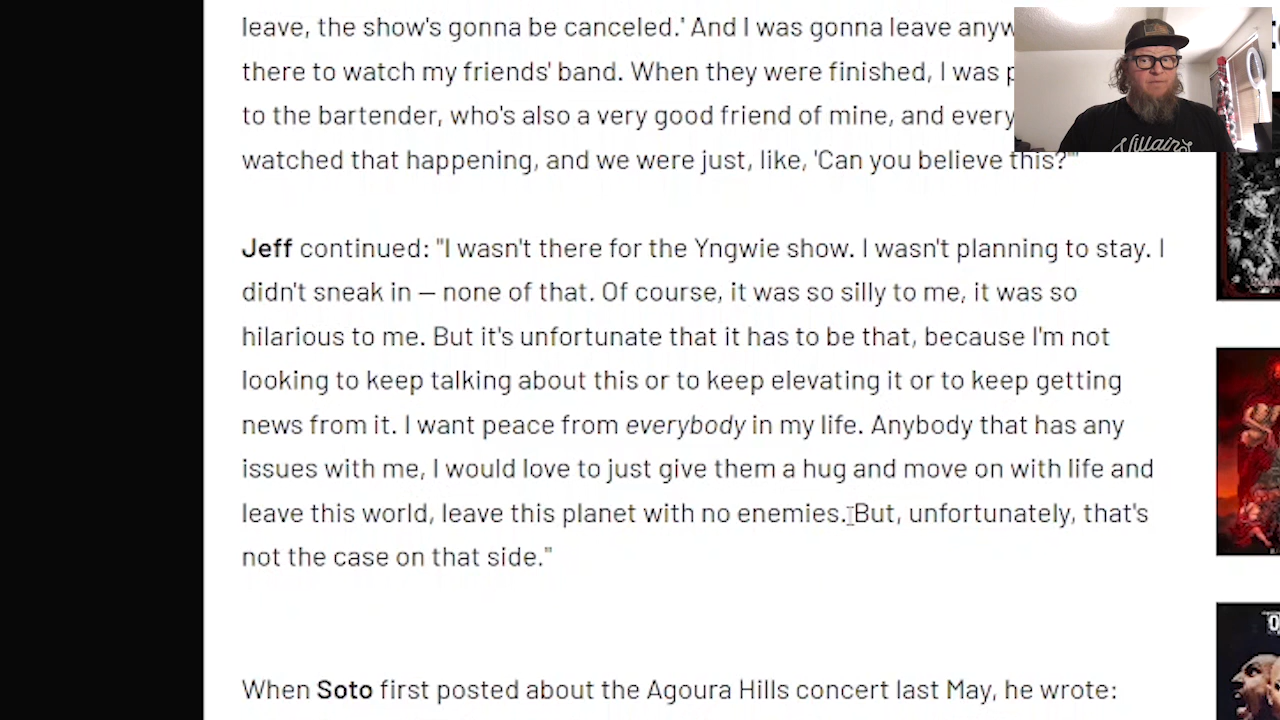 leave, the show's gonna be canceled.' And I was gonna leave anyw
there to watch my friends' band. When they were finished, I was p
to the bartender, who's also a very good friend of mine, and every
watched that happening, and we were just, like, 'Can you believe this?'"
Villains
Jeff continued: "I wasn't there for the Yngwie show. I wasn't planning to stay. I
didn't sneak in — none of that. Of course, it was so silly to me, it was so
hilarious to me. But it's unfortunate that it has to be that, because I'm not
looking to keep talking about this or to keep elevating it or to keep getting
news from it. I want peace from everybody in my life. Anybody that has any
issues with me, I would love to just give them a hug and move on with life and
leave this world, leave this planet with no enemies. But, unfortunately, that's
not the case on that side."
When Soto first posted about the Agoura Hills concert last May, he wrote: